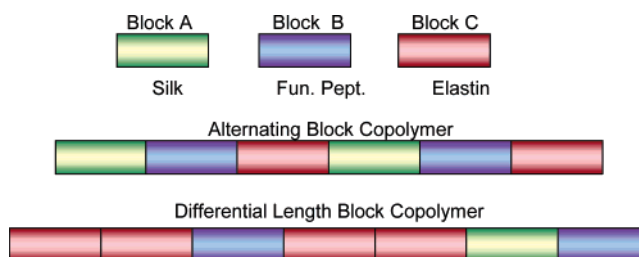 Block A Block B Block C
Silk Fun. Pept. Elastin
Alternating Block Copolymer
Differential Length Block Copolymer